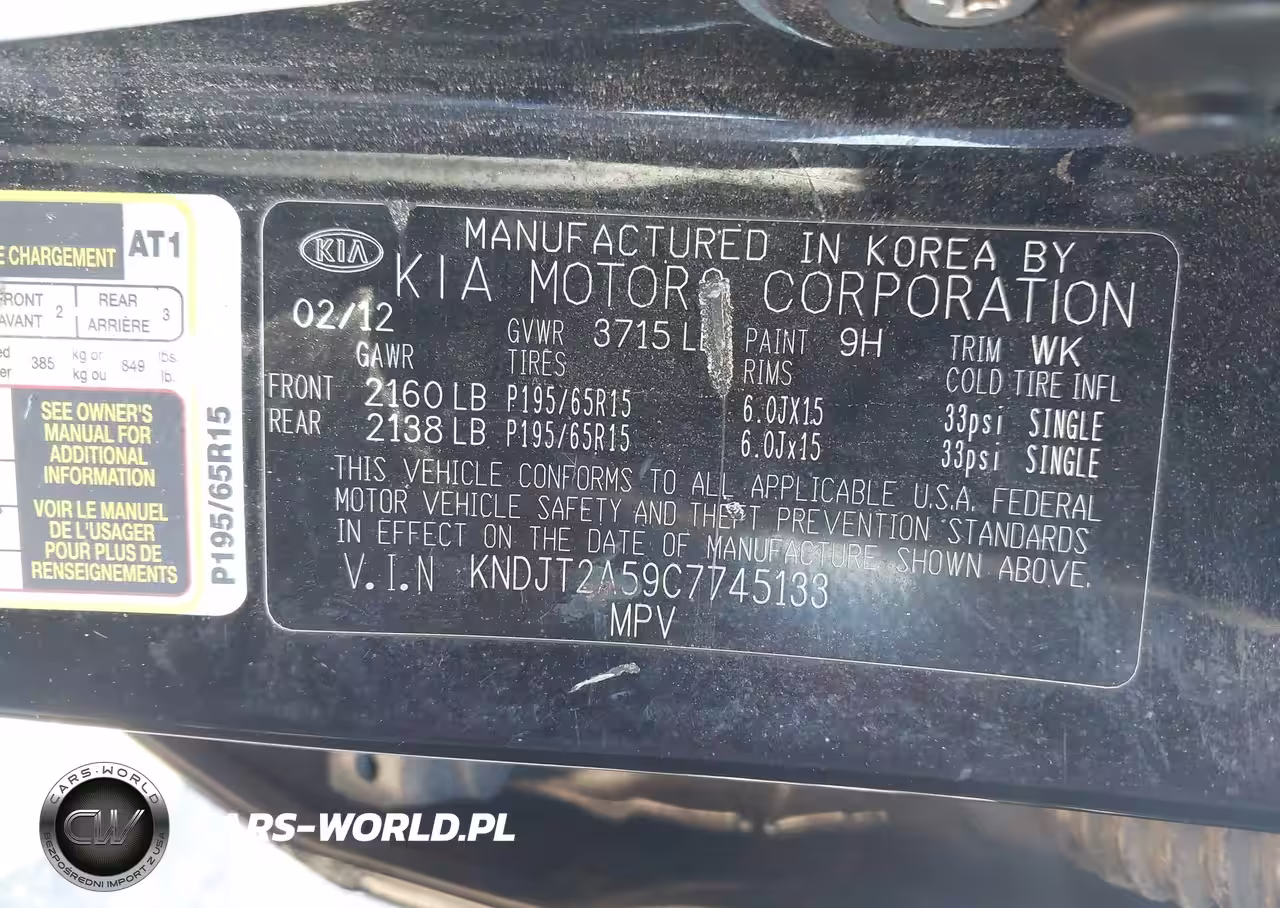 E CHARGEMENT AT1
FRONT 2 REAR 3
AVANT ARRIÈRE
385 kg or 849 lbs.
kg ou lb.
SEE OWNER'S
MANUAL FOR
ADDITIONAL
INFORMATION
VOIR LE MANUEL
DE L'USAGER
POUR PLUS DE
RENSEIGNEMENTS
P195/65R15
KIA
MANUFACTURED IN KOREA BY
KIA MOTORS CORPORATION
02/12 GVWR 3715 LB PAINT 9H TRIM WK
GAWR TIRES RIMS COLD TIRE INFL
FRONT 2160 LB P195/65R15 6.0JX15 33psi SINGLE
REAR 2138 LB P195/65R15 6.0Jx15 33psi SINGLE
THIS VEHICLE CONFORMS TO ALL APPLICABLE U.S.A. FEDERAL
MOTOR VEHICLE SAFETY AND THEFT PREVENTION STANDARDS
IN EFFECT ON THE DATE OF MANUFACTURE SHOWN ABOVE.
V.I.N KNDJT2A59C7745133
MPV
CARS-WORLD
CW
BEZPOŚREDNI IMPORT Z USA
CARS-WORLD.PL